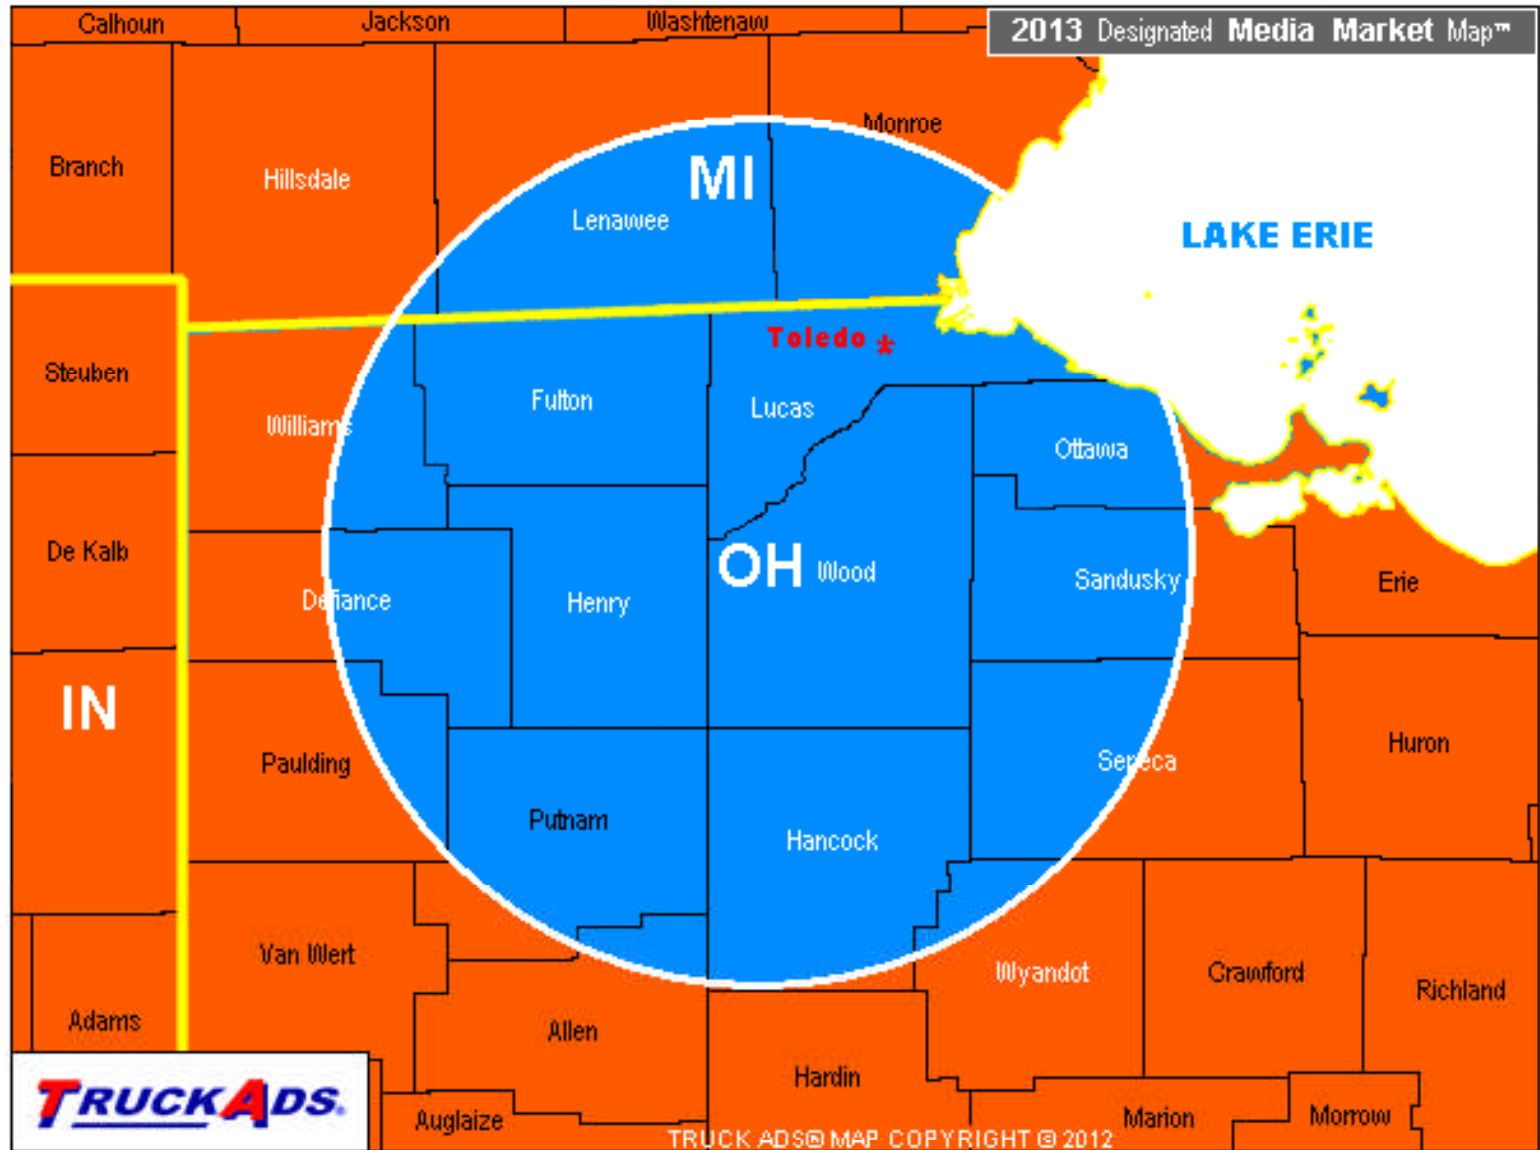 Calhoun
Jackson
Washtenaw
2013 Designated Media Market Map™
Monroe
Branch
Hillsdale
MI
Lenawee
LAKE ERIE
Toledo *
Steuben
Fulton
Lucas
Williams
Ottawa
De Kalb
OH
Wood
Sandusky
Erie
Defiance
Henry
IN
Paulding
Seneca
Huron
Putnam
Hancock
Van Wert
Wyandot
Crawford
Richland
Adams
Allen
Hardin
TRUCKADS.
Auglaize
Marion
Morrow
TRUCK ADS® MAP COPYRIGHT © 2012